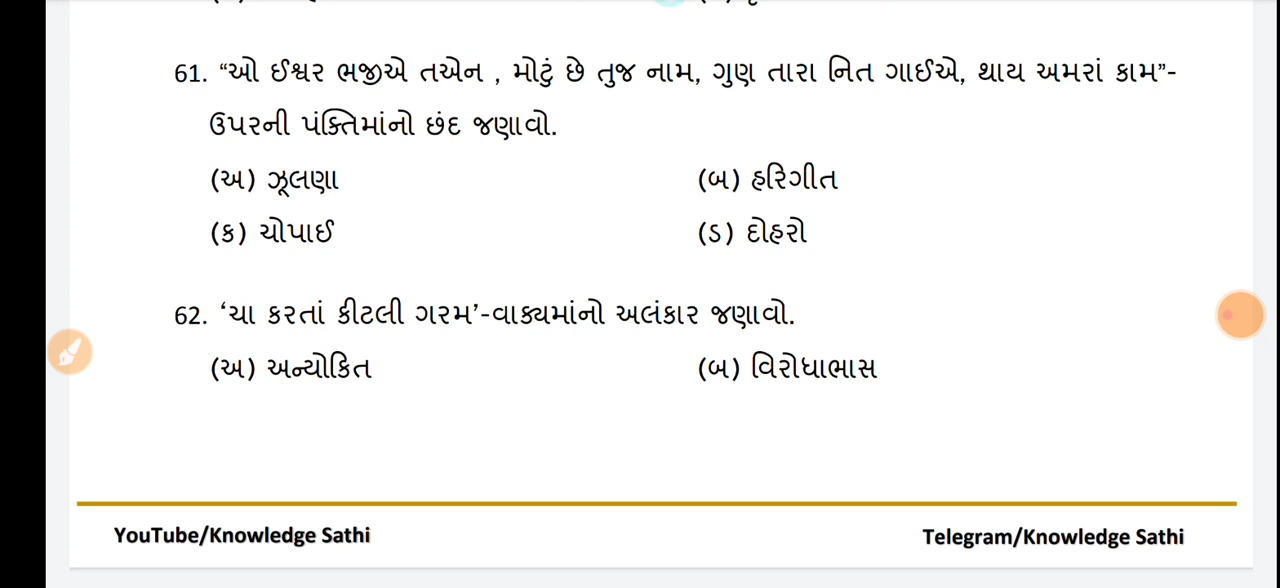 61. “ઓ ઈશ્વર ભજીએ તએન , મોટું છે તુજ નામ, ગુણ તારા નિત ગાઈએ, થાય અમરાં કામ”-
ઉપરની પંક્તિમાંનો છંદ જણાવો.
(અ) ઝૂલણા (બ) હરિગીત
(ક) ચોપાઈ (ડ) દોહરો
62. ‘ચા કરતાં કીટલી ગરમ’-વાક્યમાંનો અલંકાર જણાવો.
(અ) અન્યોકિત (બ) વિરોધાભાસ
YouTube/Knowledge Sathi Telegram/Knowledge Sathi